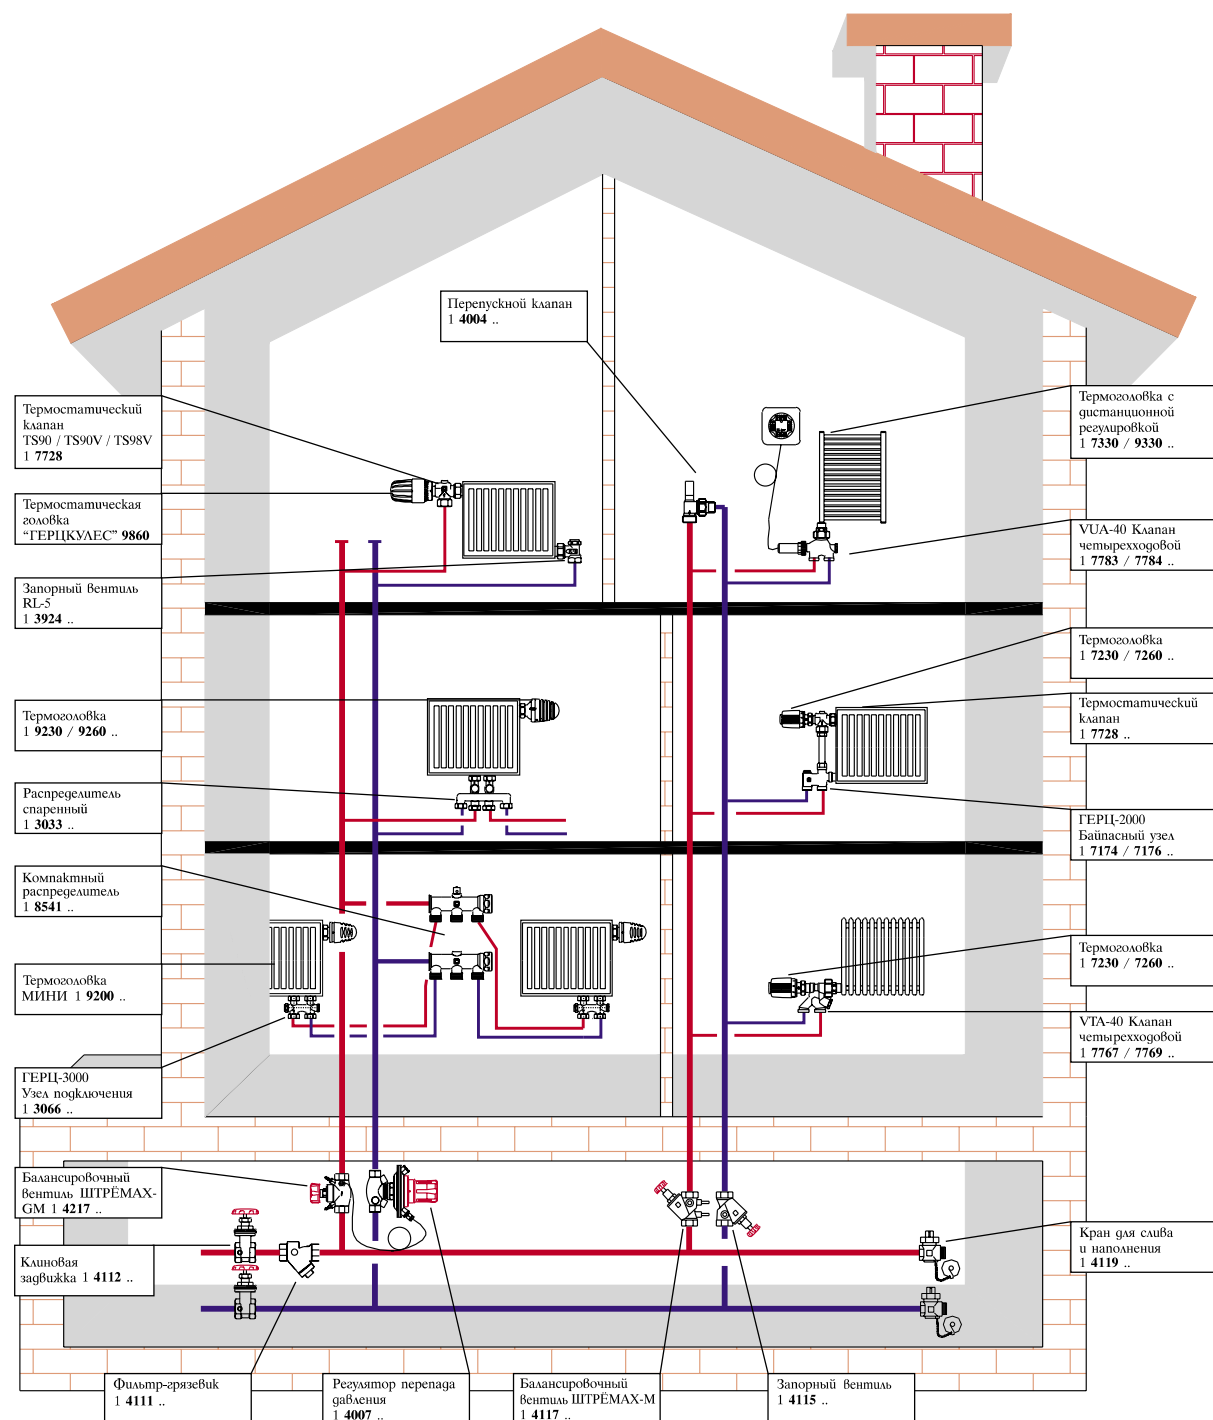 Перепускной клапан
1 4004 ..
Термостатический
клапан
TS90 / TS90V / TS98V
1 7728
Термостатическая
головка
“ГЕРЦКУЛЕС” 9860
Запорный вентиль
RL-5
1 3924 ..
Термоголовка
1 9230 / 9260 ..
Распределитель
спаренный
1 3033 ..
Компактный
распределитель
1 8541 ..
Термоголовка
МИНИ 1 9200 ..
ГЕРЦ-3000
Узел подключения
1 3066 ..
Балансировочный
вентиль ШТРЁМАХ-
GM 1 4217 ..
Клиновая
задвижка 1 4112 ..
Термоголовка с
дистанционной
регулировкой
1 7330 / 9330 ..
VUA-40 Клапан
четырехходовой
1 7783 / 7784 ..
Термоголовка
1 7230 / 7260 ..
Термостатический
клапан
1 7728 ..
ГЕРЦ-2000
Байпасный узел
1 7174 / 7176 ..
Термоголовка
1 7230 / 7260 ..
VTA-40 Клапан
четырехходовой
1 7767 / 7769 ..
Кран для слива
и наполнения
1 4119 ..
Фильтр-грязевик
1 4111 ..
Регулятор перепада
давления
1 4007 ..
Балансировочный
вентиль ШТРЁМАХ-М
1 4117 ..
Запорный вентиль
1 4115 ..